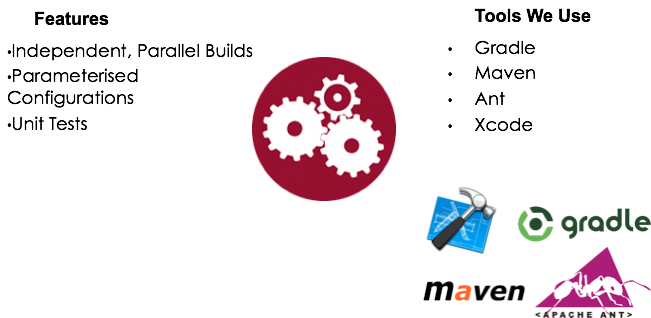 Features
•Independent, Parallel Builds
•Parameterised
Configurations
•Unit Tests
Tools We Use
• Gradle
• Maven
• Ant
• Xcode
gradle
maven
<APACHE ANT>